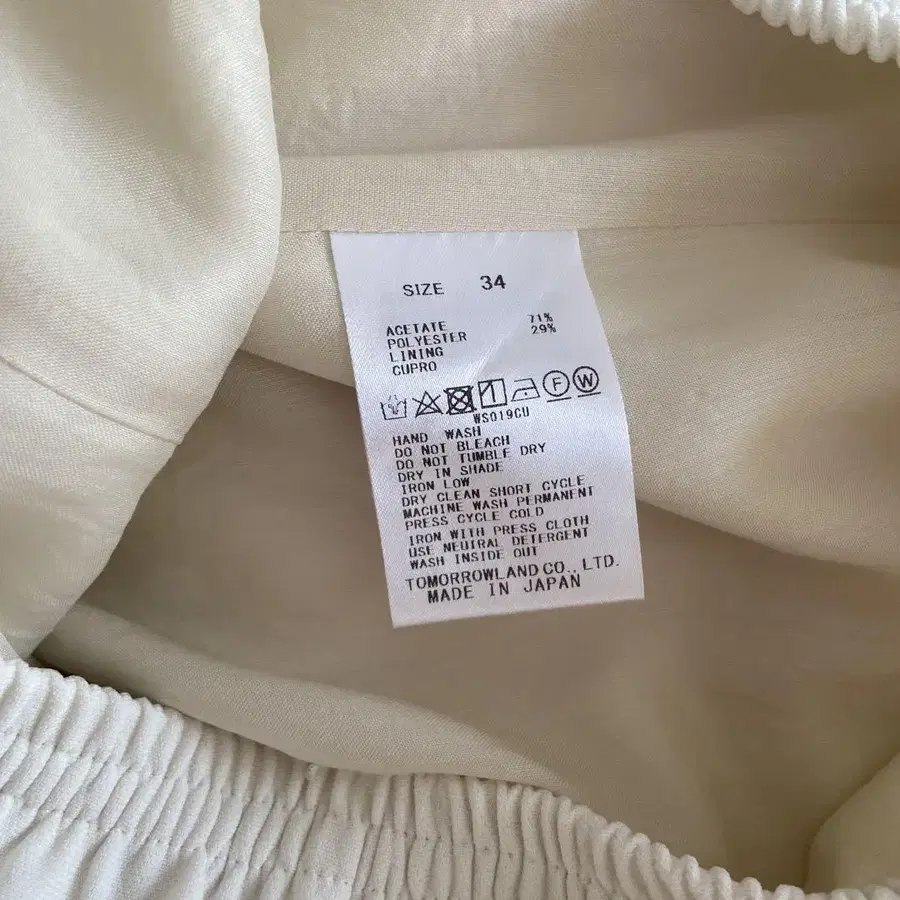 SIZE 34
ACETATE 71%
POLYESTER 29%
LINING
CUPRO
F W
WS019CU
HAND WASH
DO NOT BLEACH
DO NOT TUMBLE DRY
DRY IN SHADE
IRON LOW
DRY CLEAN SHORT CYCLE
MACHINE WASH PERMANENT
PRESS CYCLE COLD
IRON WITH PRESS CLOTH
USE NEUTRAL DETERGENT
WASH INSIDE OUT
TOMORROWLAND CO., LTD.
MADE IN JAPAN